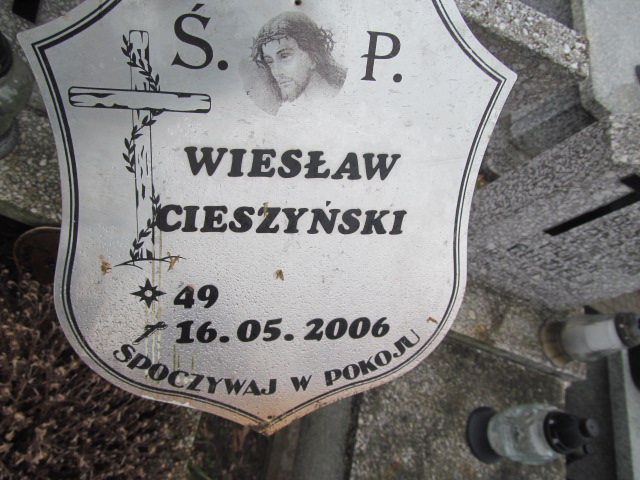 Ś. P.
WIESŁAW
CIESZYŃSKI
49
16.05.2006
SPOCZYWAJ W POKOJU